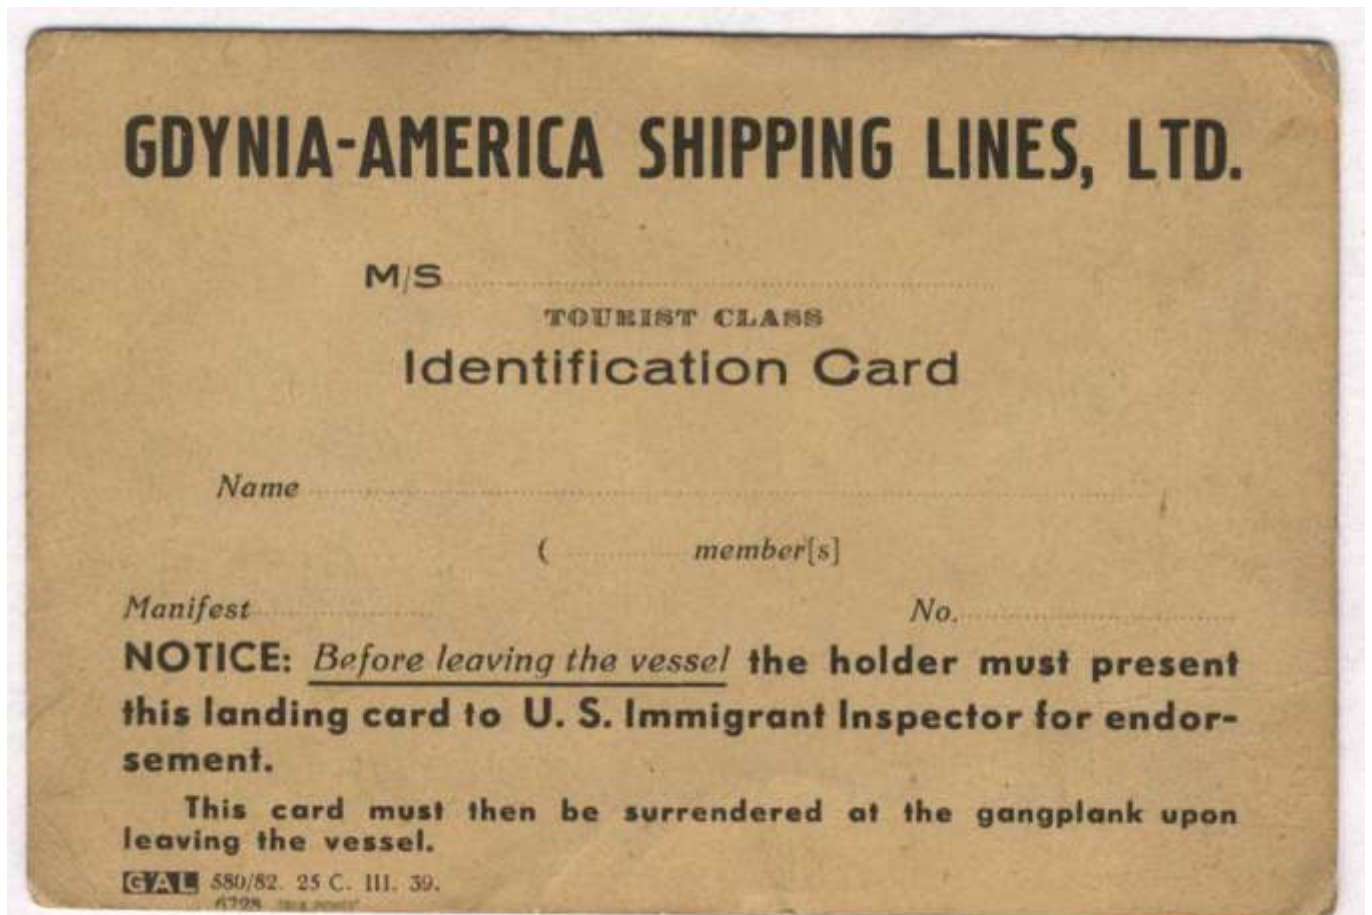 GDYNIA-AMERICA SHIPPING LINES, LTD.
M/S
TOURIST CLASS
Identification Card
Name
( member[s]
Manifest No.
NOTICE: Before leaving the vessel the holder must present
this landing card to U. S. Immigrant Inspector for endor-
sement.
This card must then be surrendered at the gangplank upon
leaving the vessel.
GAL 580/82. 25 C. III. 39.
6728